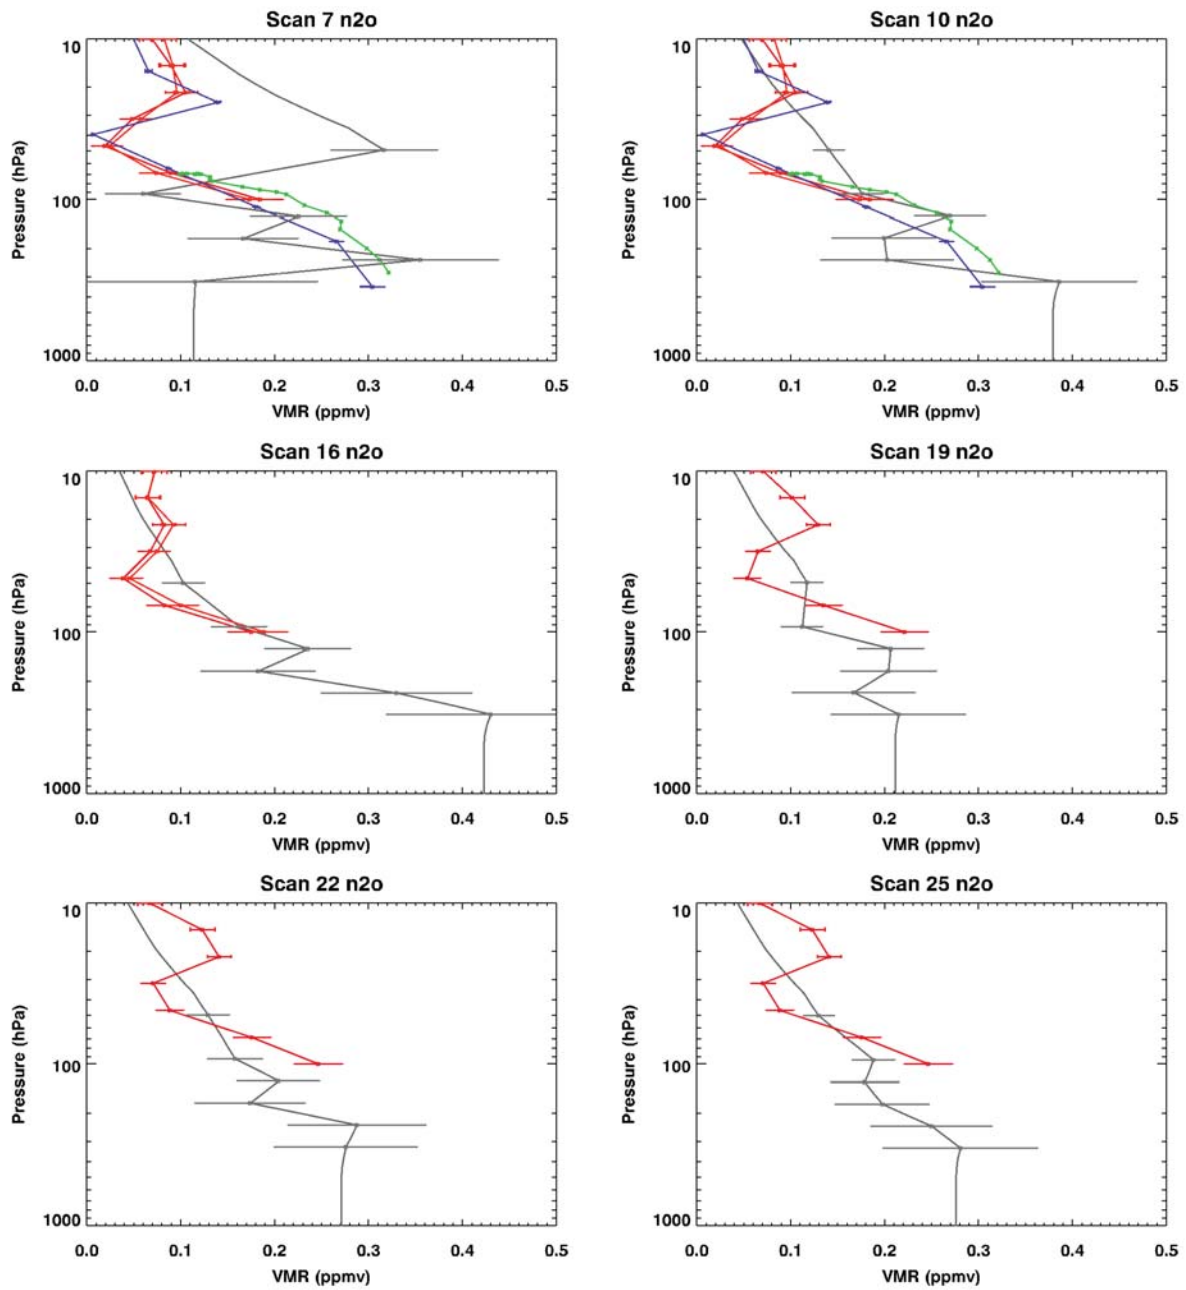 Scan 7 n2o
10
100
1000
Pressure (hPa)
0.0 0.1 0.2 0.3 0.4 0.5
VMR (ppmv)
Scan 10 n2o
10
100
1000
Pressure (hPa)
0.0 0.1 0.2 0.3 0.4 0.5
VMR (ppmv)
Scan 16 n2o
10
100
1000
Pressure (hPa)
0.0 0.1 0.2 0.3 0.4 0.5
VMR (ppmv)
Scan 19 n2o
10
100
1000
Pressure (hPa)
0.0 0.1 0.2 0.3 0.4 0.5
VMR (ppmv)
Scan 22 n2o
10
100
1000
Pressure (hPa)
0.0 0.1 0.2 0.3 0.4 0.5
VMR (ppmv)
Scan 25 n2o
10
100
1000
Pressure (hPa)
0.0 0.1 0.2 0.3 0.4 0.5
VMR (ppmv)